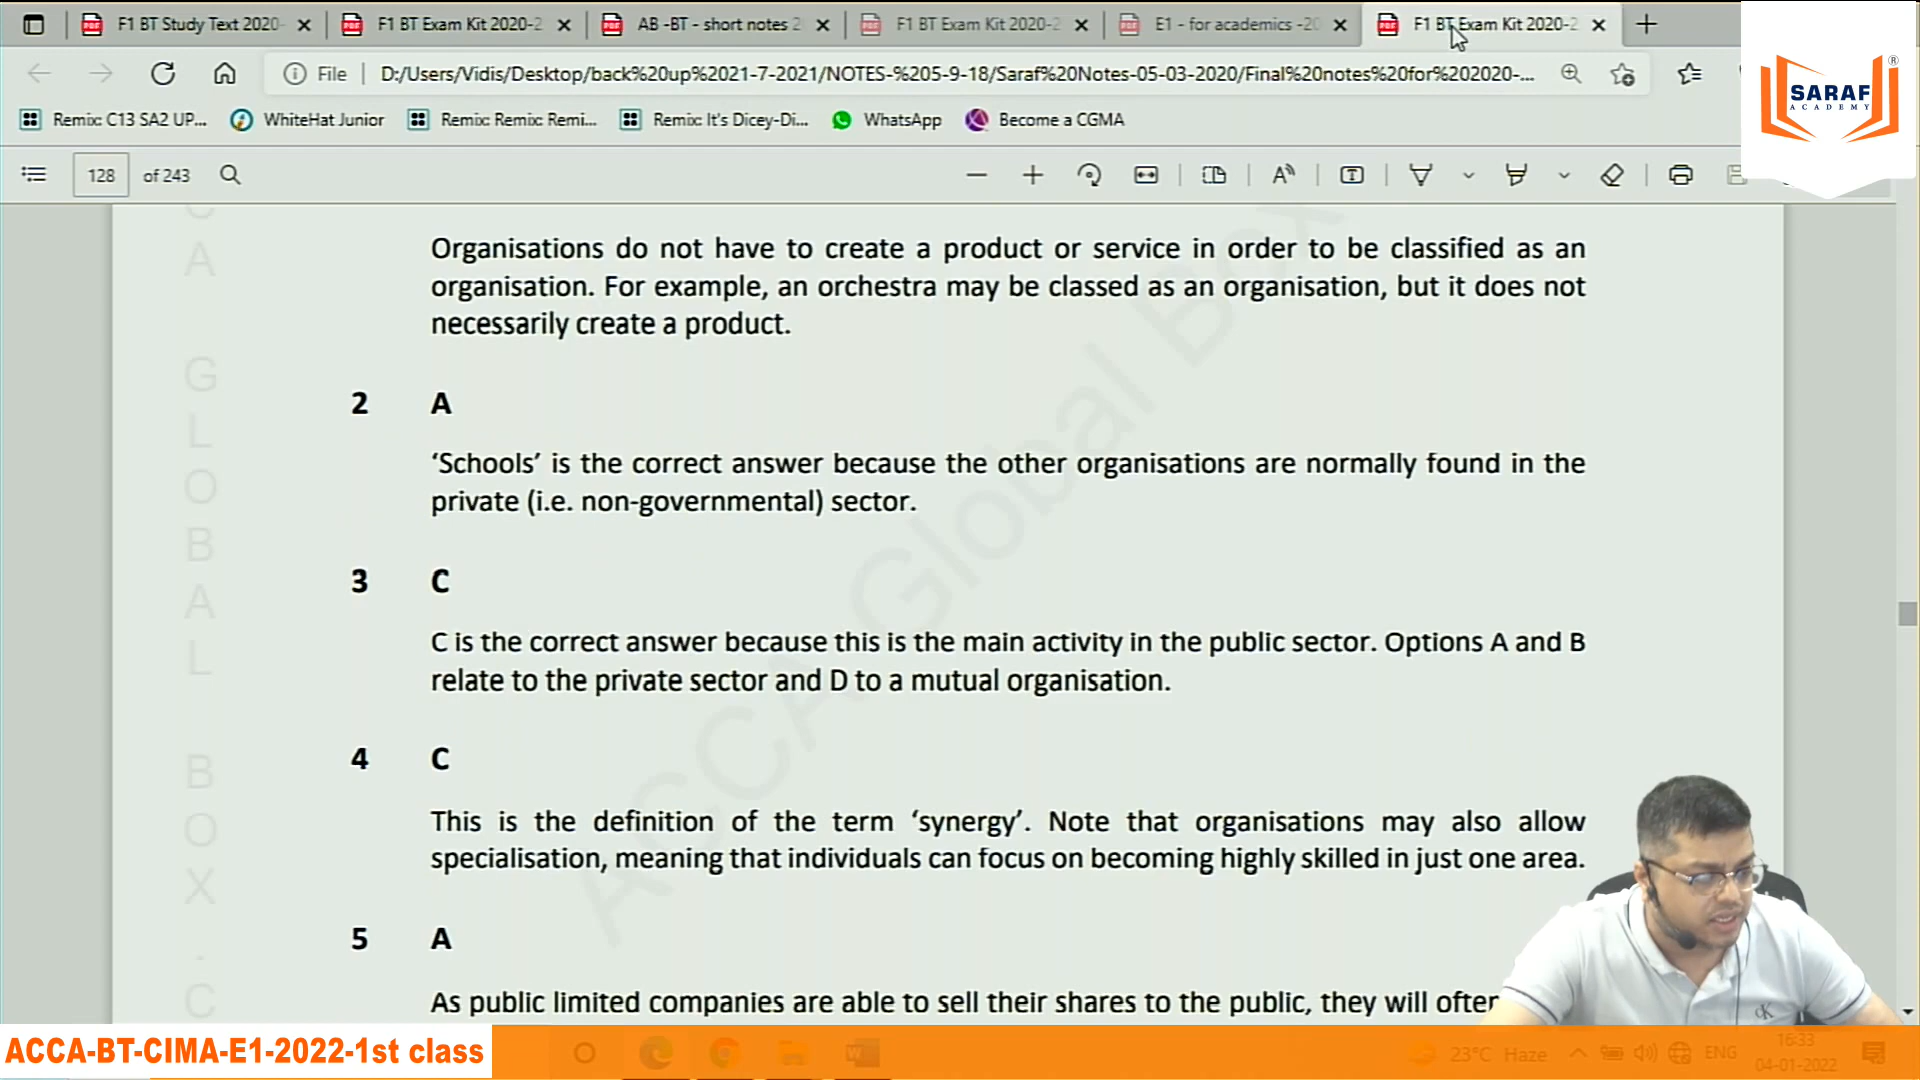 F1 BT Study Text 2020-
F1 BT Exam Kit 2020-2
AB -BT - short notes 2
F1 BT Exam Kit 2020-2
E1 - for academics -20
F1 BT Exam Kit 2020-2
File
D:/Users/Vidis/Desktop/back%20up%2021-7-2021/NOTES-%205-9-18/Saraf%20Notes-05-03-2020/Final%20notes%20for%202020-...
SARAF
ACADEMY
®
Remix: C13 SA2 UP...
WhiteHat Junior
Remix: Remix: Remi...
Remix: It's Dicey-Di...
WhatsApp
Become a CGMA
128 of 243
Organisations do not have to create a product or service in order to be classified as an
organisation. For example, an orchestra may be classed as an organisation, but it does not
necessarily create a product.
2 A
‘Schools’ is the correct answer because the other organisations are normally found in the
private (i.e. non-governmental) sector.
3 C
C is the correct answer because this is the main activity in the public sector. Options A and B
relate to the private sector and D to a mutual organisation.
4 C
This is the definition of the term ‘synergy’. Note that organisations may also allow
specialisation, meaning that individuals can focus on becoming highly skilled in just one area.
5 A
As public limited companies are able to sell their shares to the public, they will often
CA GLOBAL BOX.C
ACCA Global Box
ACCA-BT-CIMA-E1-2022-1st class
23°C Haze
ENG
16:33
04-01-2022